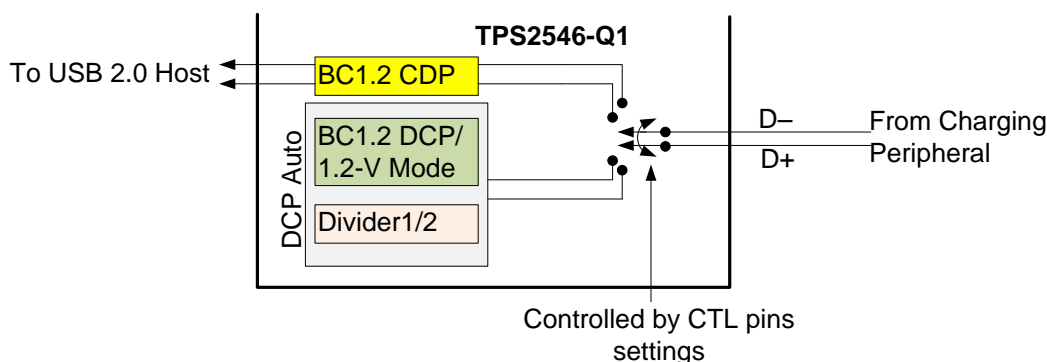 TPS2546-Q1
To USB 2.0 Host
BC1.2 CDP
DCP Auto
BC1.2 DCP/
1.2-V Mode
Divider1/2
D–
D+
From Charging
Peripheral
Controlled by CTL pins
settings